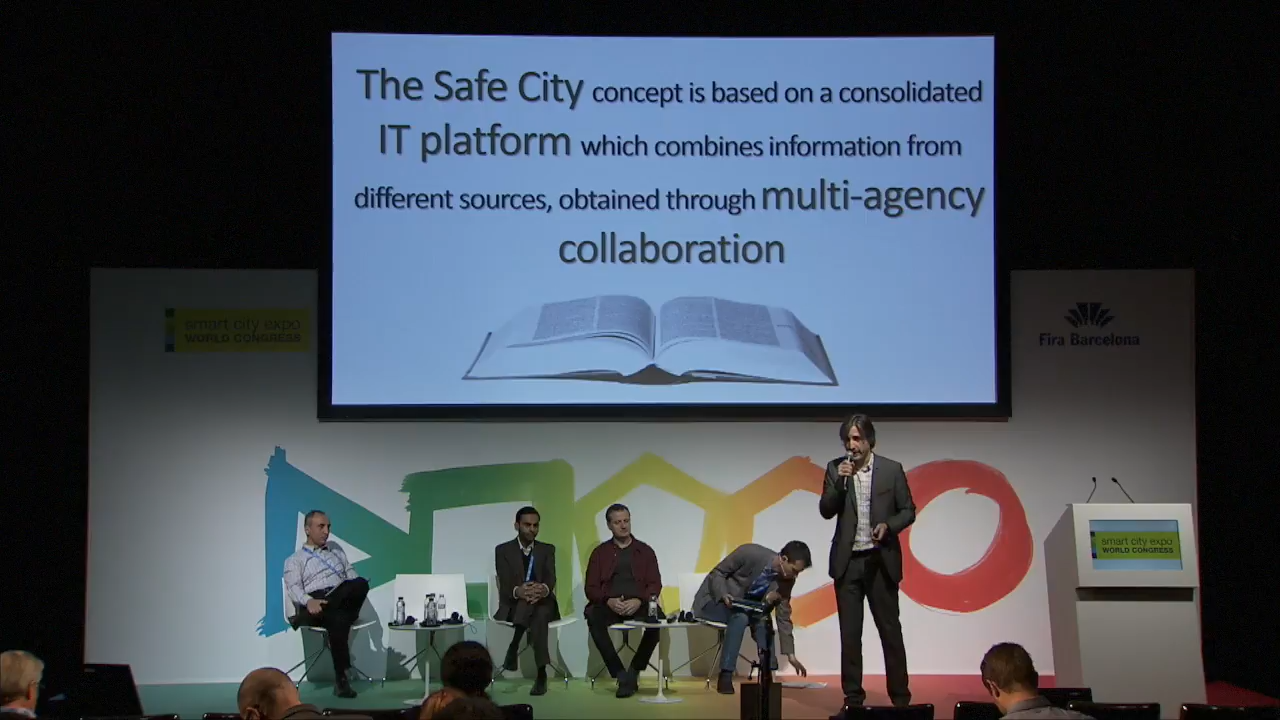 The Safe City concept is based on a consolidated
IT platform which combines information from
different sources, obtained through multi-agency
collaboration
smart city expo
WORLD CONGRESS
Fira Barcelona
smart city expo
WORLD CONGRESS